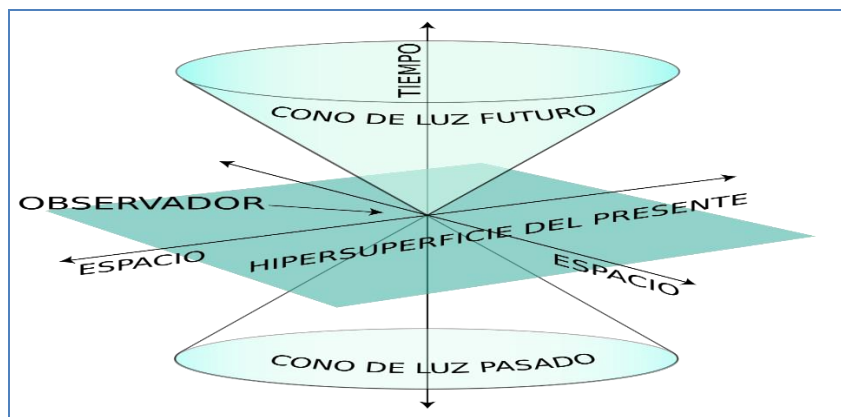 TIEMPO
CONO DE LUZ FUTURO
OBSERVADOR
HIPERSUPERFICIE DEL PRESENTE
ESPACIO
ESPACIO
CONO DE LUZ PASADO